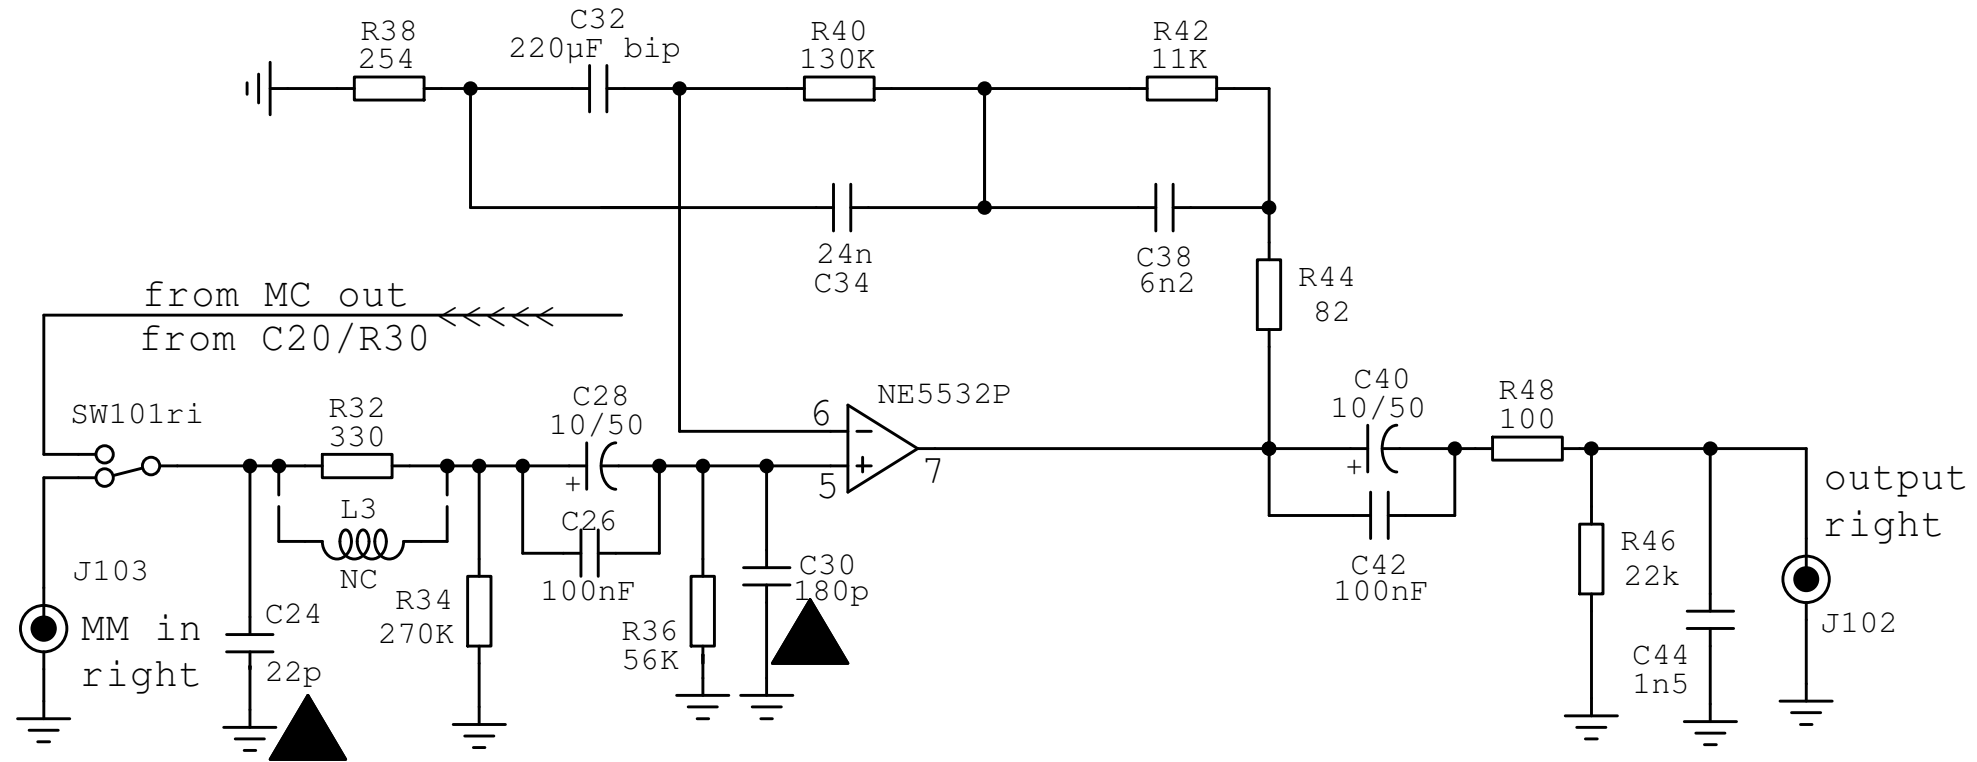 R38
254
C32
220µF bip
R40
130K
R42
11K
24n
C34
C38
6n2
R44
82
from MC out
from C20/R30
SW101ri
R32
330
L3
NC
C28
10/50
+
C26
100nF
NE5532P
6
5
7
C40
10/50
+
C42
100nF
R48
100
output
right
J102
R46
22k
C44
1n5
J103
MM in
right
C24
22p
R34
270K
R36
56K
C30
180p